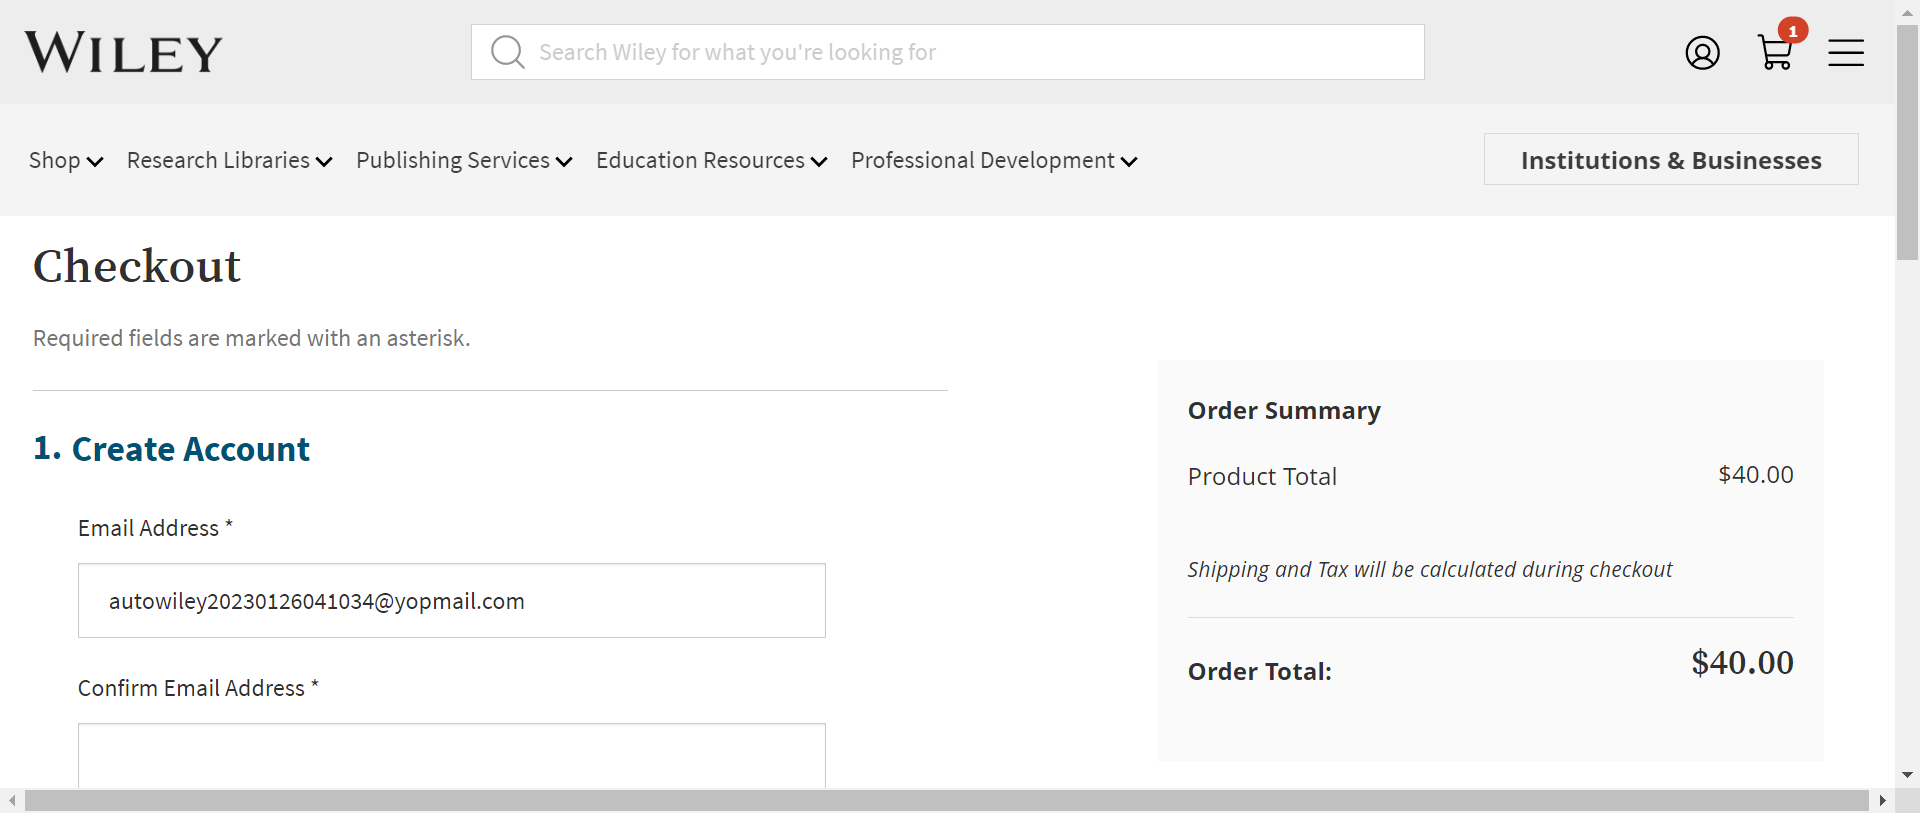 WILEY
Search Wiley for what you're looking for
1
Shop Research Libraries Publishing Services Education Resources Professional Development Institutions & Businesses
Checkout
Required fields are marked with an asterisk.
1. Create Account
Email Address *
autowiley20230126041034@yopmail.com
Confirm Email Address *
Order Summary
Product Total $40.00
Shipping and Tax will be calculated during checkout
Order Total: $40.00